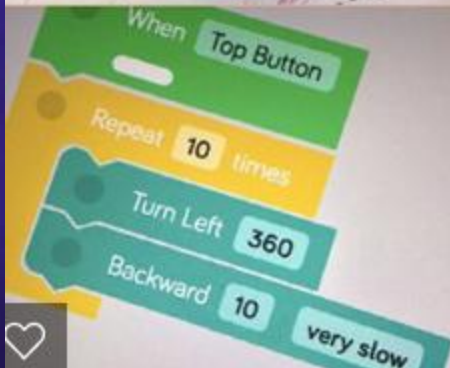 When Top Button
Repeat 10 times
Turn Left 360
Backward 10 very slow